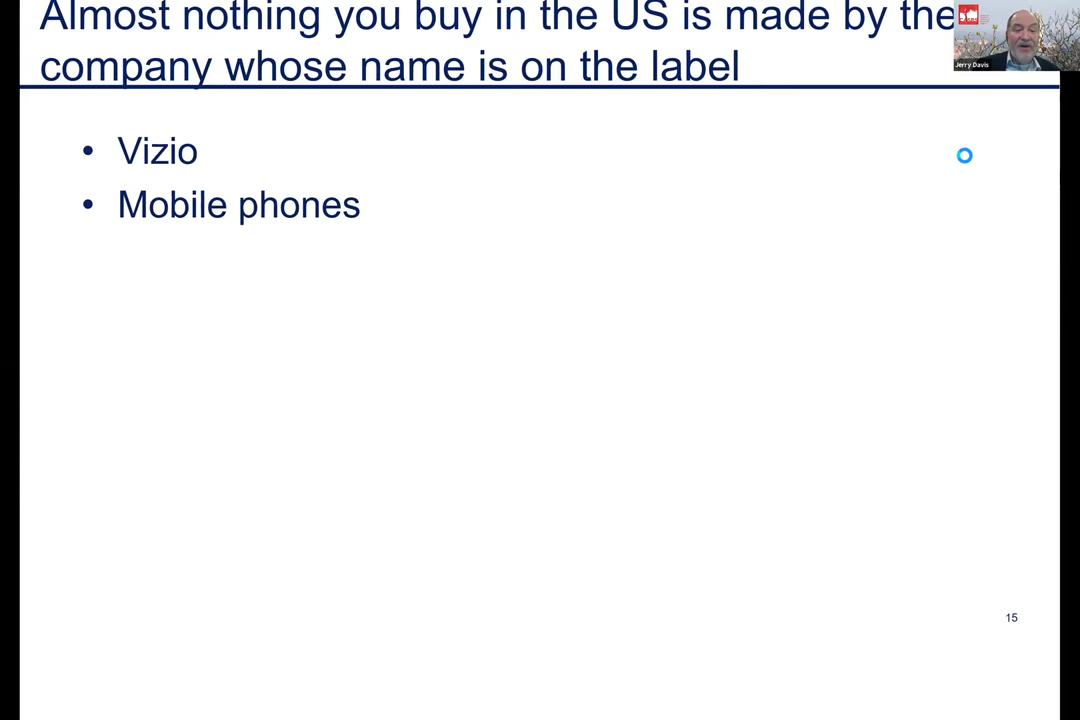 Almost nothing you buy in the US is made by the
company whose name is on the label
Jerry Davis
• Vizio
• Mobile phones
15